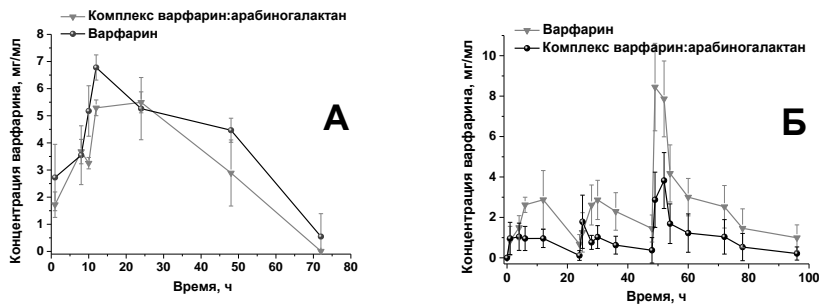 Комплекс варфарин:арабиногалактан
Варфарин
А
Концентрация варфарина, мг/мл
8
7
6
5
4
3
2
1
0
0 10 20 30 40 50 60 70 80
Время, ч
Варфарин
Комплекс варфарин:арабиногалактан
Б
Концентрация варфарина, мг/мл
10
8
6
4
2
0
0 20 40 60 80 100
Время, ч